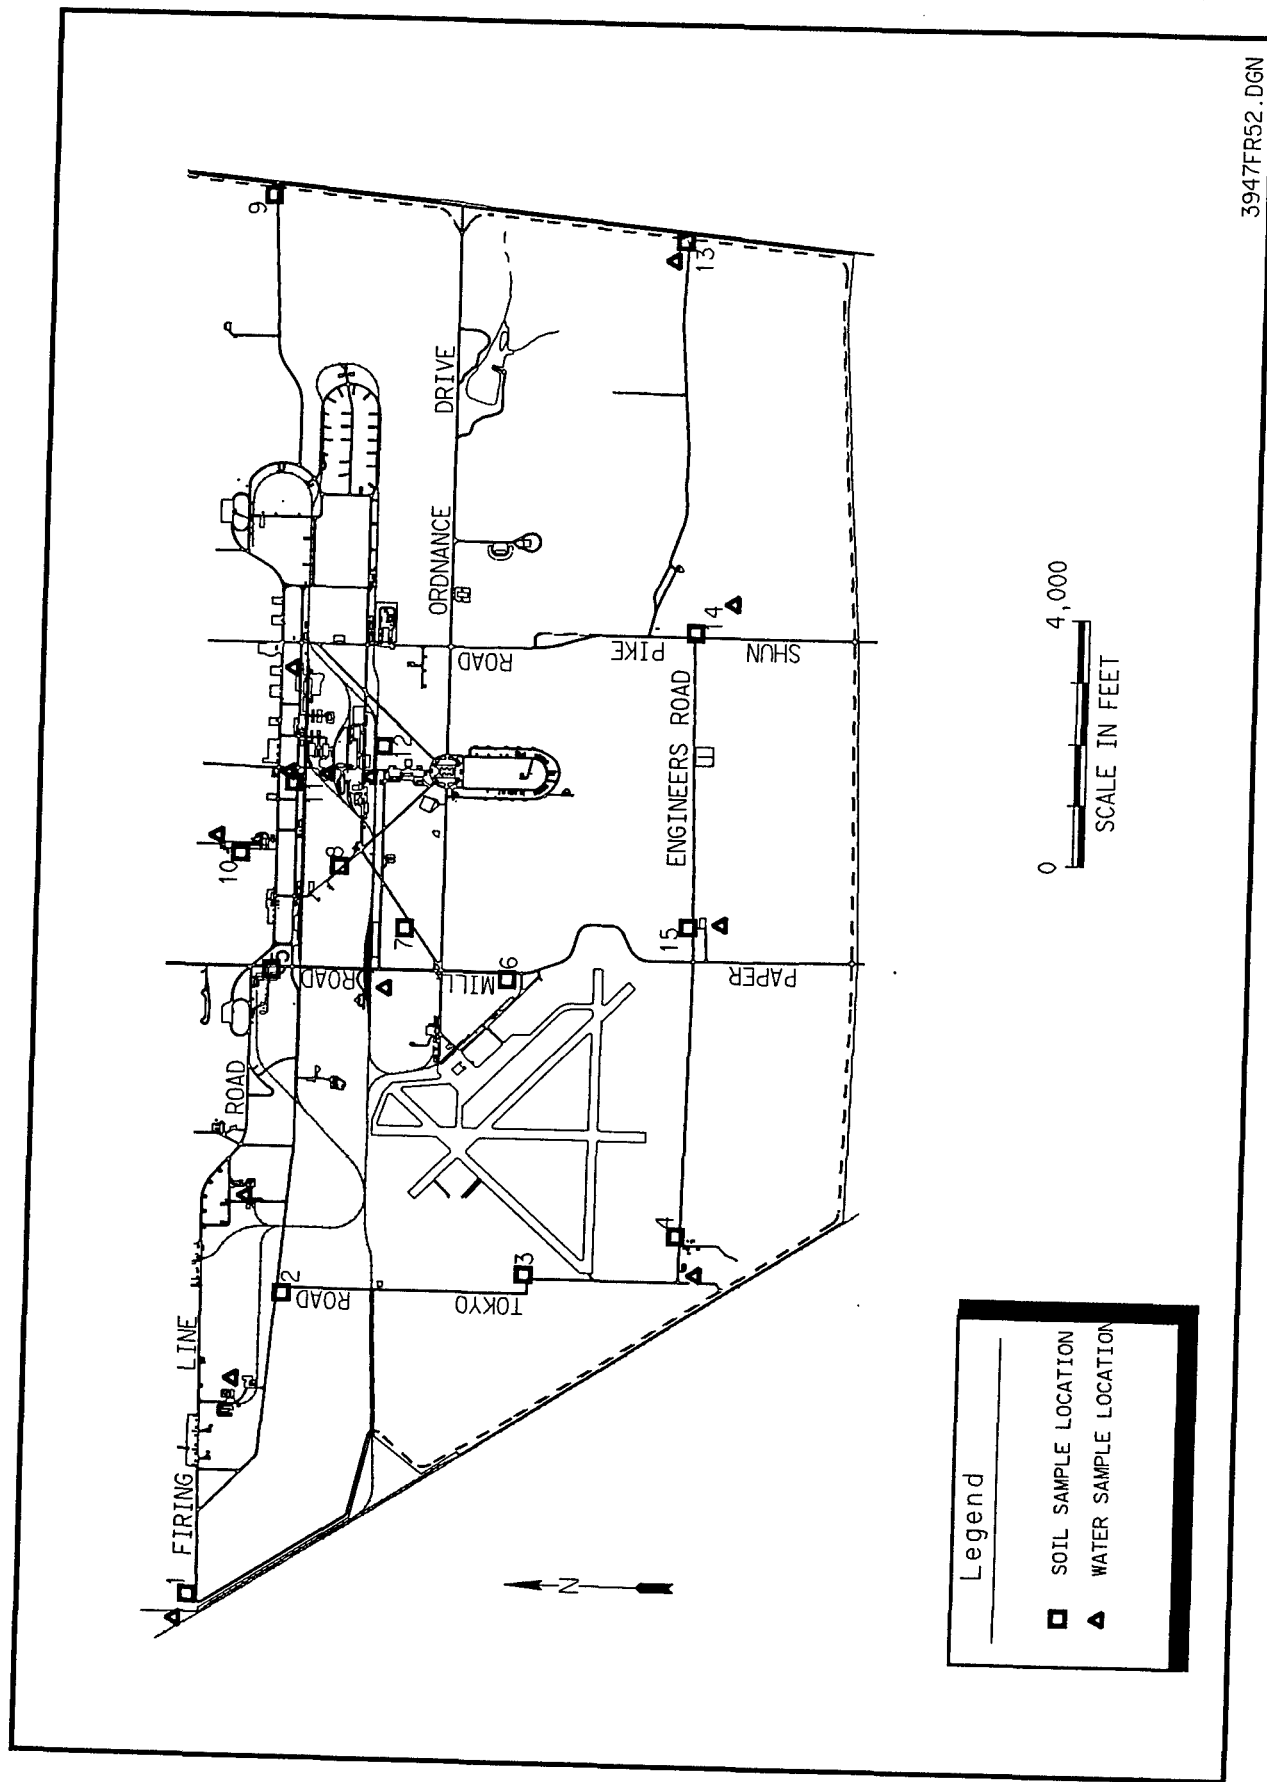 3947FR52.DGN
FIRING LINE ROAD
ORDNANCE DRIVE
ENGINEERS ROAD
TOKYO ROAD
PAPER MILL ROAD
SHUN PIKE ROAD
1
2
3
4
5
6
7
8
9
10
12
13
14
15
N
0 4,000
SCALE IN FEET
Legend
SOIL SAMPLE LOCATION
WATER SAMPLE LOCATION